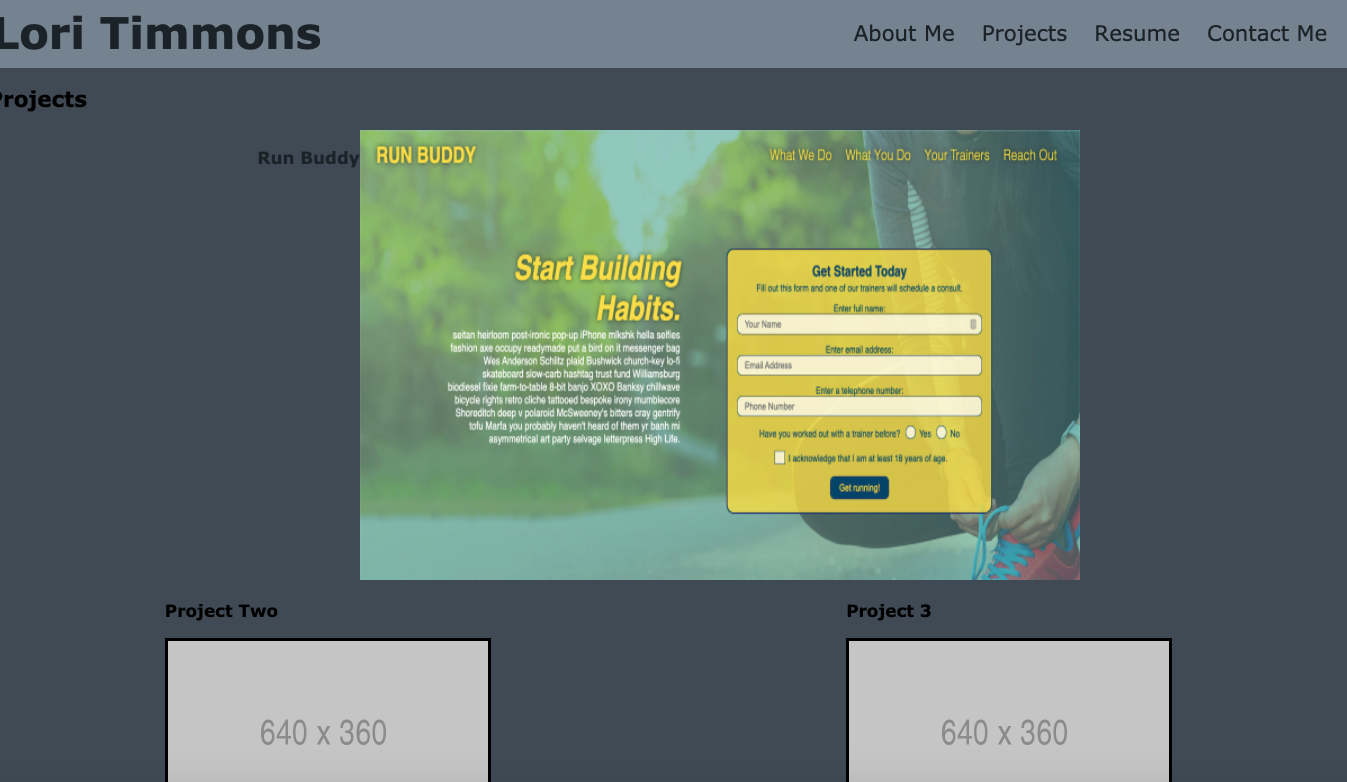 Lori Timmons
About Me Projects Resume Contact Me
Projects
Run Buddy
RUN BUDDY
What We Do What You Do Your Trainers Reach Out
Start Building
Habits.
seitan heirloom post-ironic pop-up iPhone mikshk hella selfies
fashion axe occupy readymade put a bird on it messenger bag
Wes Anderson Schlitz plaid Bushwick church-key lo-fi
skateboard slow-carb hashtag trust fund Williamsburg
biodiesel fixie farm-to-table 8-bit banjo XOXO Banksy chillwave
bicycle rights retro cliche tattooed bespoke irony mumblecore
Shoreditch deep v polaroid McSweeney's bitters cray gentrify
tofu Marfa you probably haven't heard of them yr banh mi
asymmetrical art party selvage letterpress High Life.
Get Started Today
Fill out this form and one of our trainers will schedule a consult.
Enter full name:
Your Name
Enter email address:
Email Address
Enter a telephone number:
Phone Number
Have you worked out with a trainer before? Yes No
I acknowledge that I am at least 18 years of age.
Get running!
Project Two
Project 3
640 x 360
640 x 360